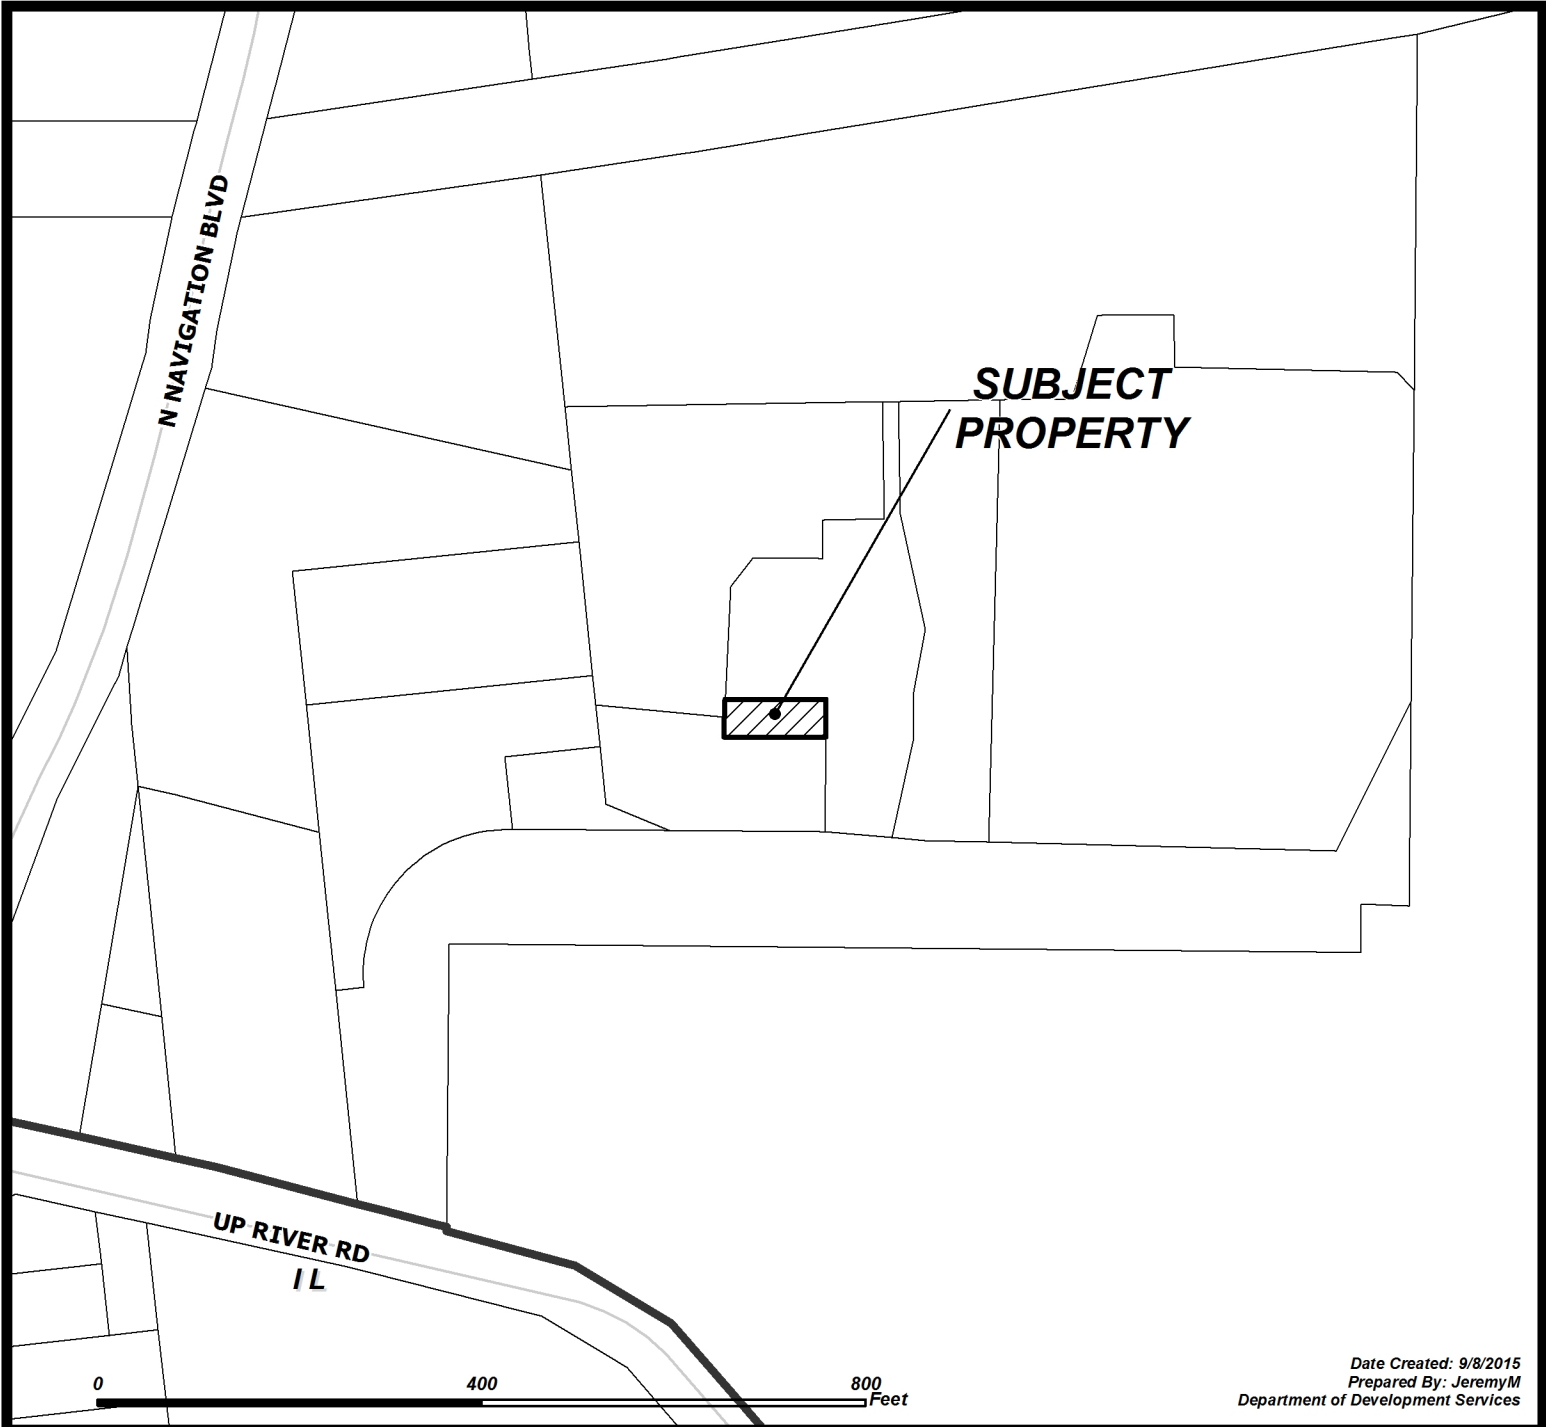 N NAVIGATION BLVD
SUBJECT
PROPERTY
UP RIVER RD
IL
0 400 800
Feet
Date Created: 9/8/2015
Prepared By: JeremyM
Department of Development Services